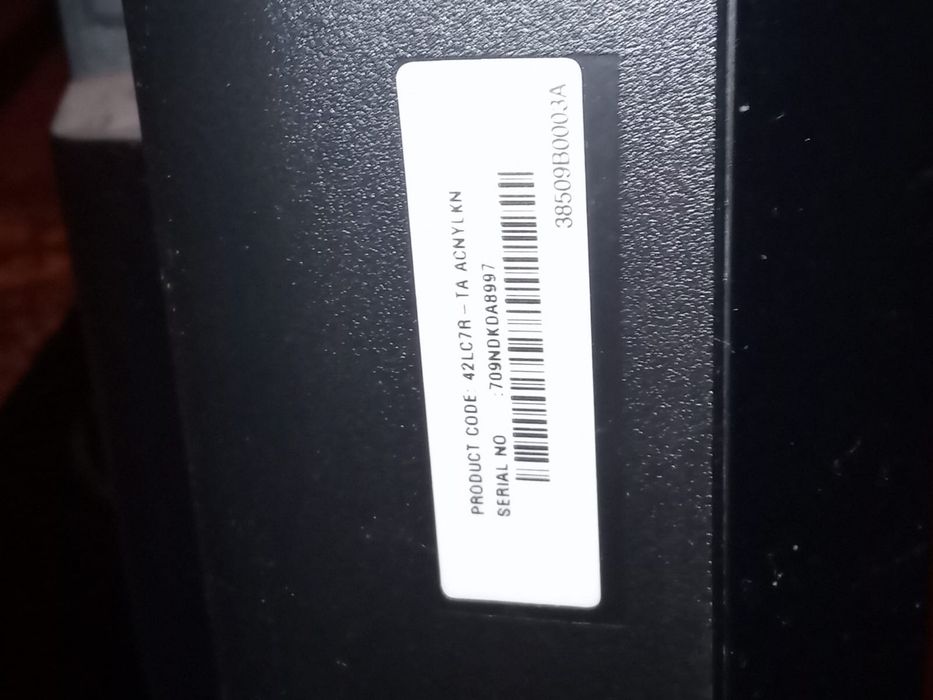 PRODUCT CODE: 42LC7R-TA ACNYLKN
SERIAL NO :709NDKDA8997
38509B0003A